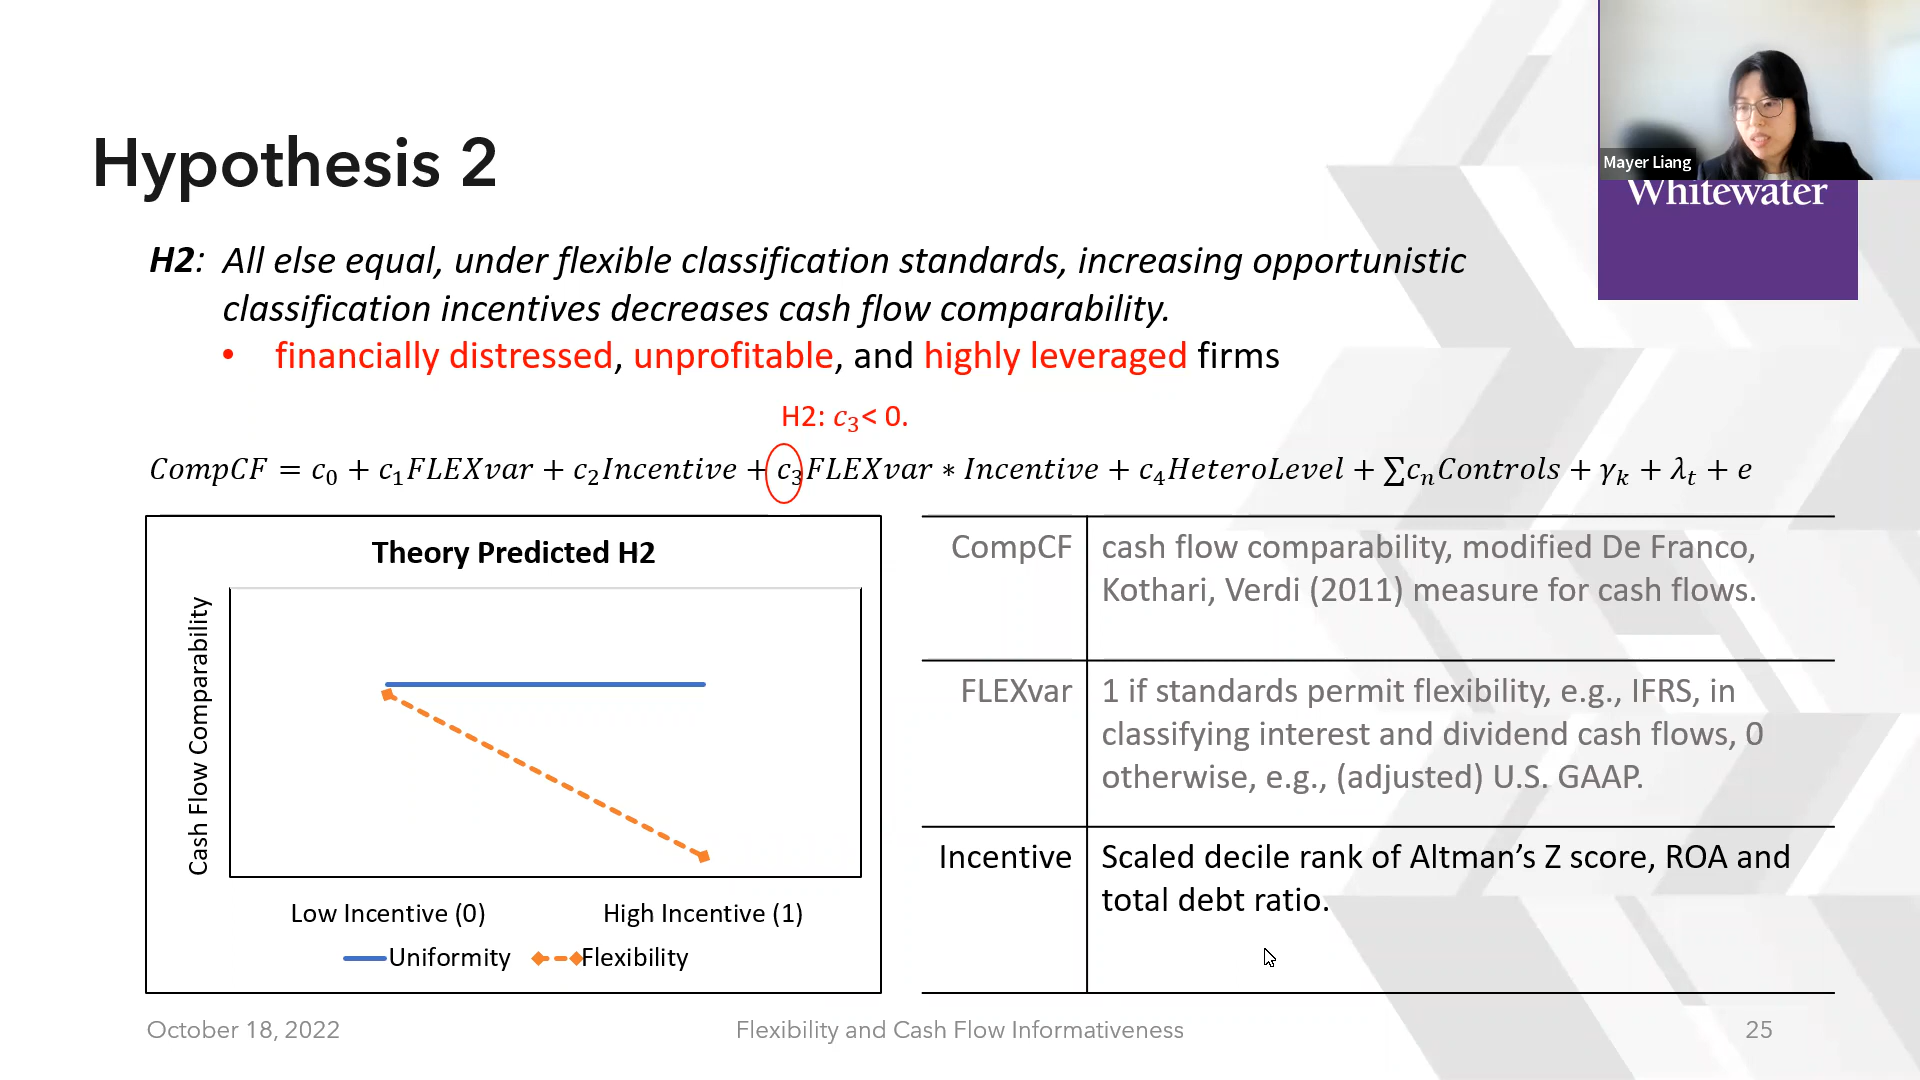 Mayer Liang
Whitewater
Hypothesis 2
H2: All else equal, under flexible classification standards, increasing opportunistic
classification incentives decreases cash flow comparability.
• financially distressed, unprofitable, and highly leveraged firms
H2: c₃< 0.
CompCF = c₀ + c₁FLEXvar + c₂Incentive + c₃FLEXvar ∗ Incentive + c₄HeteroLevel + ∑cₙControls + γₖ + λₜ + e
Theory Predicted H2
Cash Flow Comparability
Low Incentive (0) High Incentive (1)
Uniformity Flexibility
CompCF cash flow comparability, modified De Franco,
Kothari, Verdi (2011) measure for cash flows.
FLEXvar 1 if standards permit flexibility, e.g., IFRS, in
classifying interest and dividend cash flows, 0
otherwise, e.g., (adjusted) U.S. GAAP.
Incentive Scaled decile rank of Altman’s Z score, ROA and
total debt ratio.
October 18, 2022 Flexibility and Cash Flow Informativeness 25